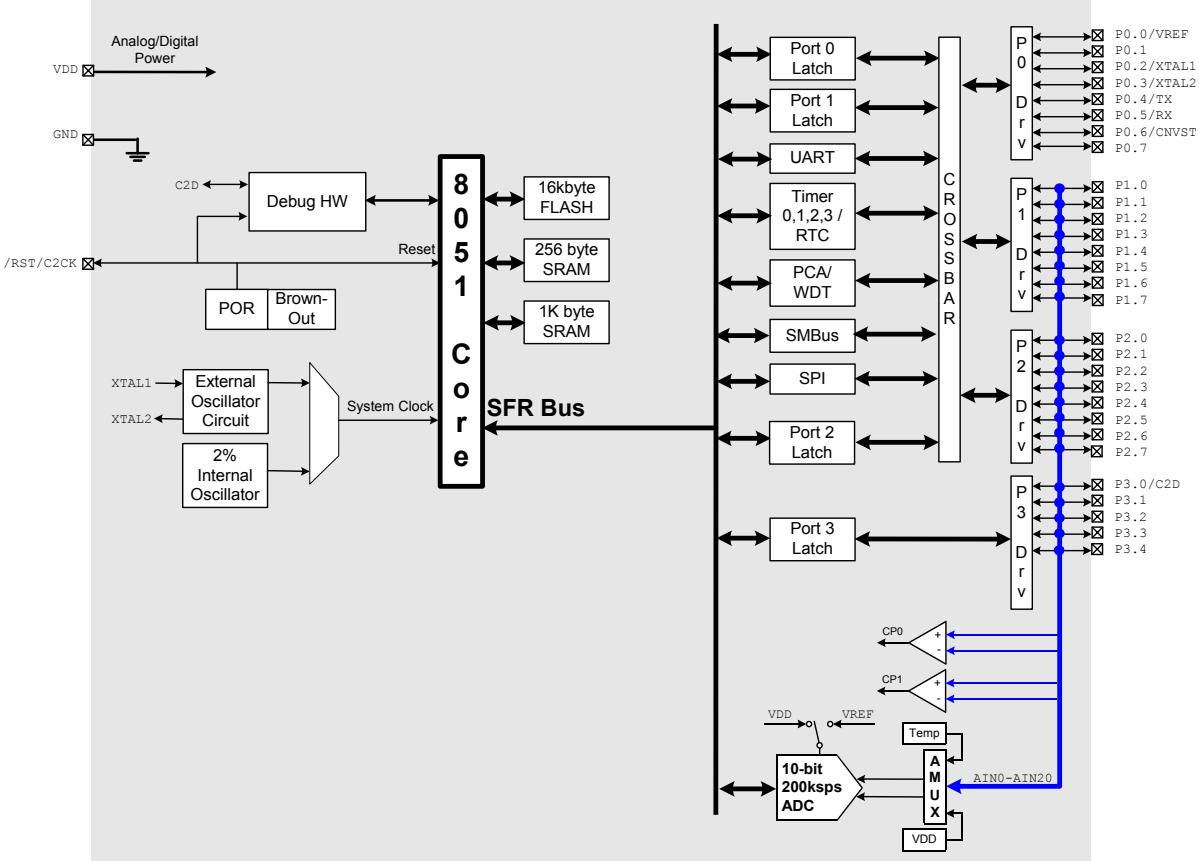 Analog/Digital
Power
VDD
GND
C2D
Debug HW
/RST/C2CK
Reset
POR
Brown-
Out
XTAL1
XTAL2
External
Oscillator
Circuit
2%
Internal
Oscillator
System Clock
8
0
5
1
C
o
r
e
16kbyte
FLASH
256 byte
SRAM
1K byte
SRAM
SFR Bus
Port 0
Latch
Port 1
Latch
UART
Timer
0,1,2,3 /
RTC
PCA/
WDT
SMBus
SPI
Port 2
Latch
Port 3
Latch
C
R
O
S
S
B
A
R
P
0
D
r
v
P0.0/VREF
P0.1
P0.2/XTAL1
P0.3/XTAL2
P0.4/TX
P0.5/RX
P0.6/CNVST
P0.7
P
1
D
r
v
P1.0
P1.1
P1.2
P1.3
P1.4
P1.5
P1.6
P1.7
P
2
D
r
v
P2.0
P2.1
P2.2
P2.3
P2.4
P2.5
P2.6
P2.7
P
3
D
r
v
P3.0/C2D
P3.1
P3.2
P3.3
P3.4
CP0
+
-
CP1
+
-
VDD
VREF
Temp
10-bit
200ksps
ADC
A
M
U
X
AIN0-AIN20
VDD